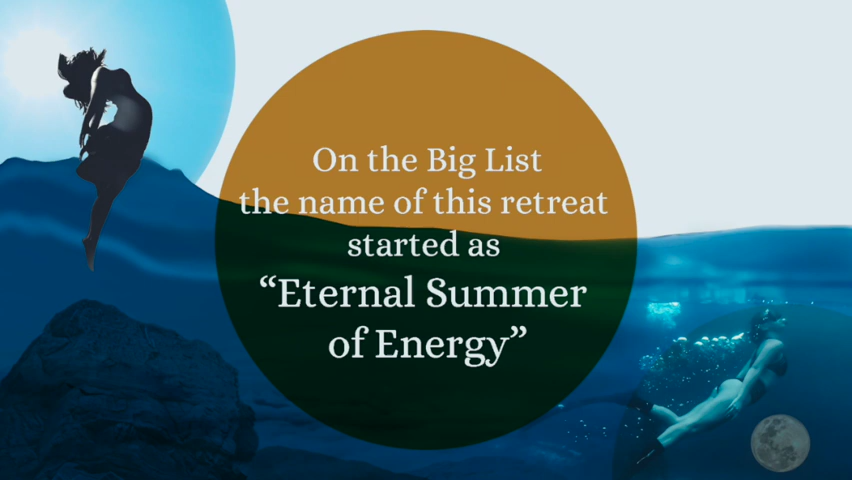 On the Big List
the name of this retreat
started as
“Eternal Summer
of Energy”